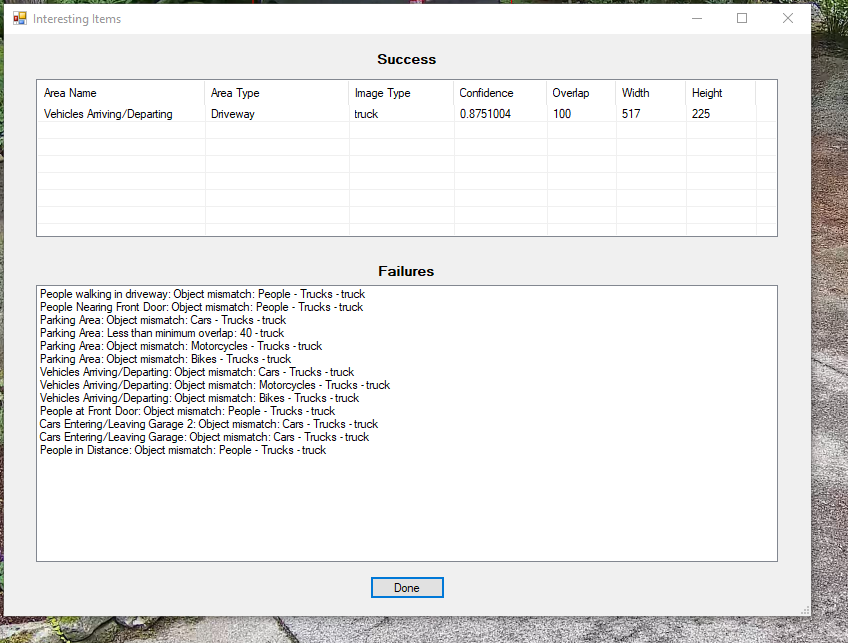 Interesting Items
Success
Area Name Area Type Image Type Confidence Overlap Width Height
Vehicles Arriving/Departing Driveway truck 0.8751004 100 517 225
Failures
People walking in driveway: Object mismatch: People - Trucks - truck
People Nearing Front Door: Object mismatch: People - Trucks - truck
Parking Area: Object mismatch: Cars - Trucks - truck
Parking Area: Less than minimum overlap: 40 - truck
Parking Area: Object mismatch: Motorcycles - Trucks - truck
Parking Area: Object mismatch: Bikes - Trucks - truck
Vehicles Arriving/Departing: Object mismatch: Cars - Trucks - truck
Vehicles Arriving/Departing: Object mismatch: Motorcycles - Trucks - truck
Vehicles Arriving/Departing: Object mismatch: Bikes - Trucks - truck
People at Front Door: Object mismatch: People - Trucks - truck
Cars Entering/Leaving Garage 2: Object mismatch: Cars - Trucks - truck
Cars Entering/Leaving Garage: Object mismatch: Cars - Trucks - truck
People in Distance: Object mismatch: People - Trucks - truck
Done